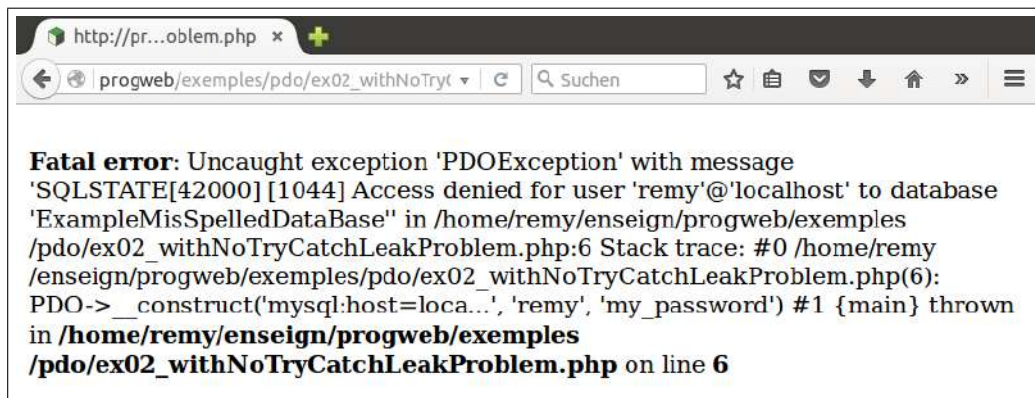 http://pr...oblem.php ×
progweb/exemples/pdo/ex02_withNoTry(
Suchen
Fatal error: Uncaught exception 'PDOException' with message
'SQLSTATE[42000] [1044] Access denied for user 'remy'@'localhost' to database
'ExampleMisSpelledDataBase'' in /home/remy/enseign/progweb/exemples
/pdo/ex02_withNoTryCatchLeakProblem.php:6 Stack trace: #0 /home/remy
/enseign/progweb/exemples/pdo/ex02_withNoTryCatchLeakProblem.php(6):
PDO->__construct('mysql:host=loca...', 'remy', 'my_password') #1 {main} thrown
in /home/remy/enseign/progweb/exemples
/pdo/ex02_withNoTryCatchLeakProblem.php on line 6